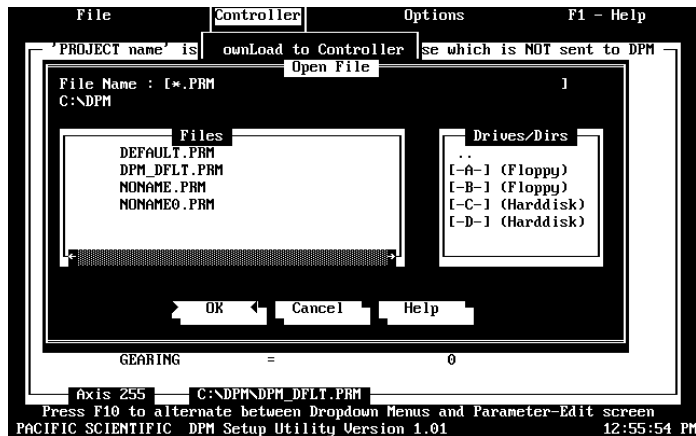 File Controller Options F1 - Help
'PROJECT name' is ownLoad to Controller se which is NOT sent to DPM
Open File
File Name : [*.PRM ]
C:\DPM
Files Drives/Dirs
DEFAULT.PRM ..
DPM_DFLT.PRM [-A-] (Floppy)
NONAME.PRM [-B-] (Floppy)
NONAME0.PRM [-C-] (Harddisk)
[-D-] (Harddisk)
OK Cancel Help
GEARING = 0
Axis 255 C:\DPM\DPM_DFLT.PRM
Press F10 to alternate between Dropdown Menus and Parameter-Edit screen
PACIFIC SCIENTIFIC DPM Setup Utility Version 1.01 12:55:54 PM